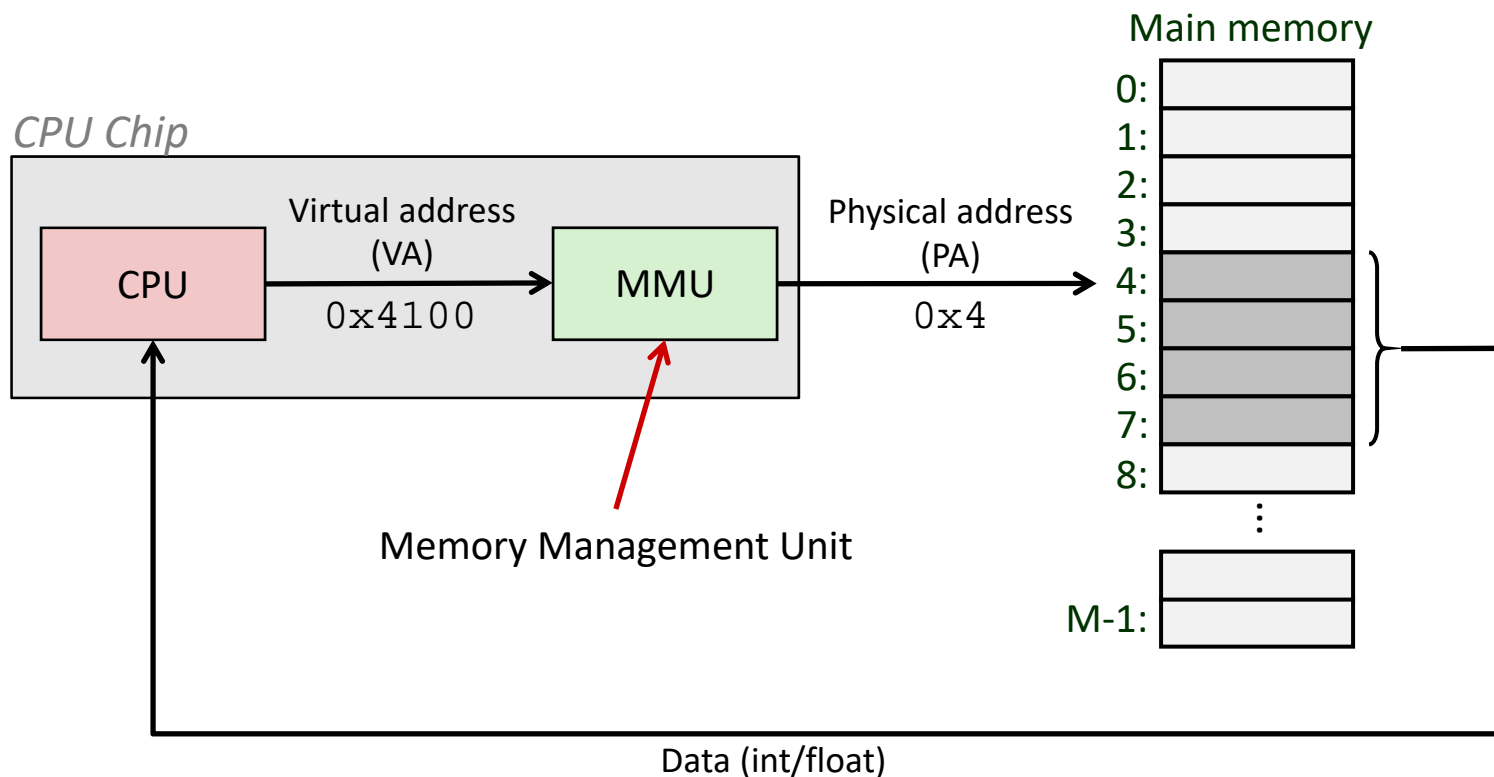 Main memory
0:
1:
2:
3:
4:
5:
6:
7:
8:
⋮
M-1:
CPU Chip
Virtual address
(VA)
CPU
0x4100
MMU
Physical address
(PA)
0x4
Memory Management Unit
Data (int/float)